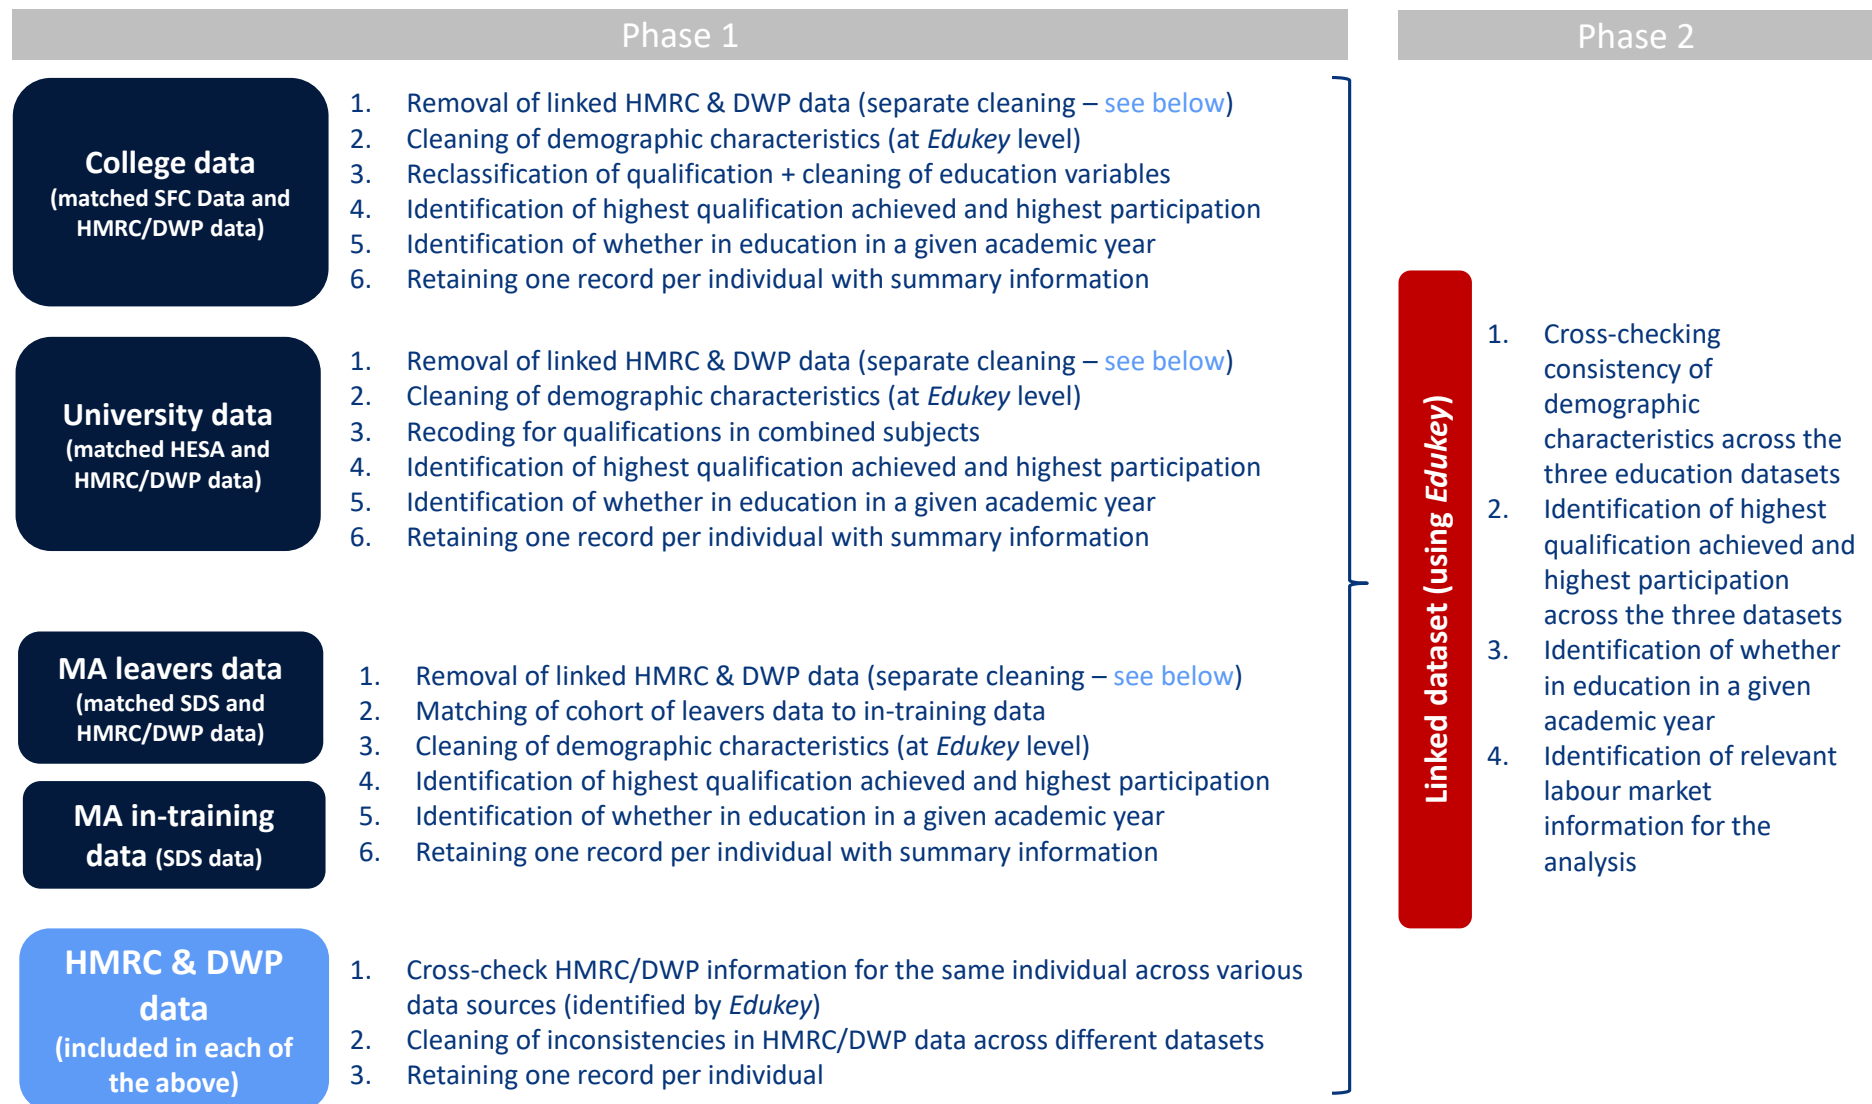 Phase 1
Phase 2
College data
(matched SFC Data and
HMRC/DWP data)
1. Removal of linked HMRC & DWP data (separate cleaning – see below)
2. Cleaning of demographic characteristics (at Edukey level)
3. Reclassification of qualification + cleaning of education variables
4. Identification of highest qualification achieved and highest participation
5. Identification of whether in education in a given academic year
6. Retaining one record per individual with summary information
University data
(matched HESA and
HMRC/DWP data)
1. Removal of linked HMRC & DWP data (separate cleaning – see below)
2. Cleaning of demographic characteristics (at Edukey level)
3. Recoding for qualifications in combined subjects
4. Identification of highest qualification achieved and highest participation
5. Identification of whether in education in a given academic year
6. Retaining one record per individual with summary information
MA leavers data
(matched SDS and
HMRC/DWP data)
MA in-training
data (SDS data)
1. Removal of linked HMRC & DWP data (separate cleaning – see below)
2. Matching of cohort of leavers data to in-training data
3. Cleaning of demographic characteristics (at Edukey level)
4. Identification of highest qualification achieved and highest participation
5. Identification of whether in education in a given academic year
6. Retaining one record per individual with summary information
HMRC & DWP
data
(included in each of
the above)
1. Cross-check HMRC/DWP information for the same individual across various
data sources (identified by Edukey)
2. Cleaning of inconsistencies in HMRC/DWP data across different datasets
3. Retaining one record per individual
Linked dataset (using Edukey)
1. Cross-checking
consistency of
demographic
characteristics across the
three education datasets
2. Identification of highest
qualification achieved and
highest participation
across the three datasets
3. Identification of whether
in education in a given
academic year
4. Identification of relevant
labour market
information for the
analysis